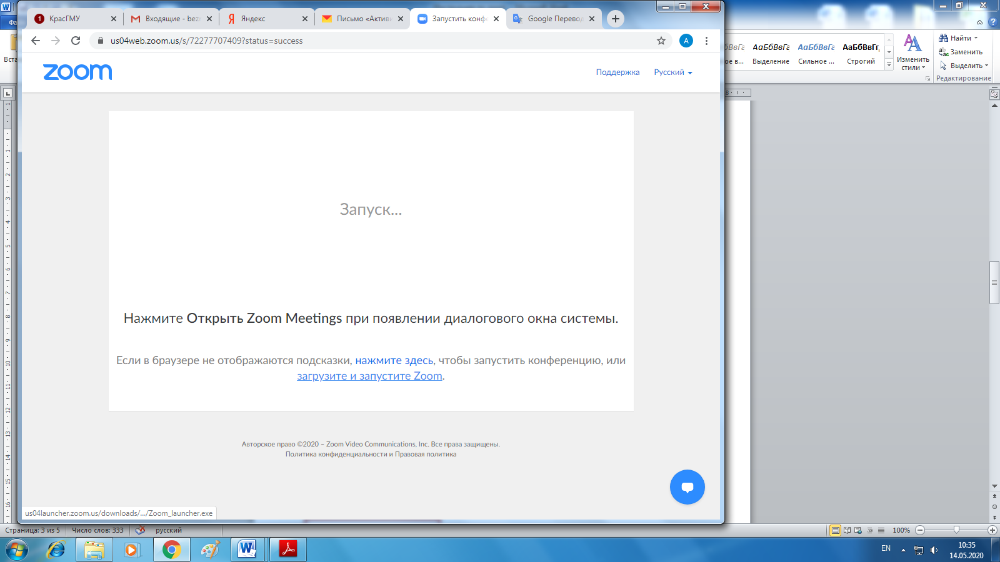 КрасГМУ
Входящие - bez
Яндекс
Письмо «Актив
Запустить конф
Google Перевод
us04web.zoom.us/s/72277707409?status=success
A
zoom
Поддержка
Русский
Запуск...
Нажмите Открыть Zoom Meetings при появлении диалогового окна системы.
Если в браузере не отображаются подсказки, нажмите здесь, чтобы запустить конференцию, или
загрузите и запустите Zoom.
Авторское право ©2020 – Zoom Video Communications, Inc. Все права защищены.
Политика конфиденциальности и Правовая политика
us04launcher.zoom.us/downloads/.../Zoom_launcher.exe
Фа
Вста
АаБбВвГг
АаБбВвГг
АаБбВвГг
АаБбВвГг,
ое в...
Выделение
Сильное ...
Строгий
Изменить
стили
Найти
Заменить
Выделить
Редактирование
Страница: 3 из 5
Число слов: 333
русский
100%
EN
10:35
14.05.2020